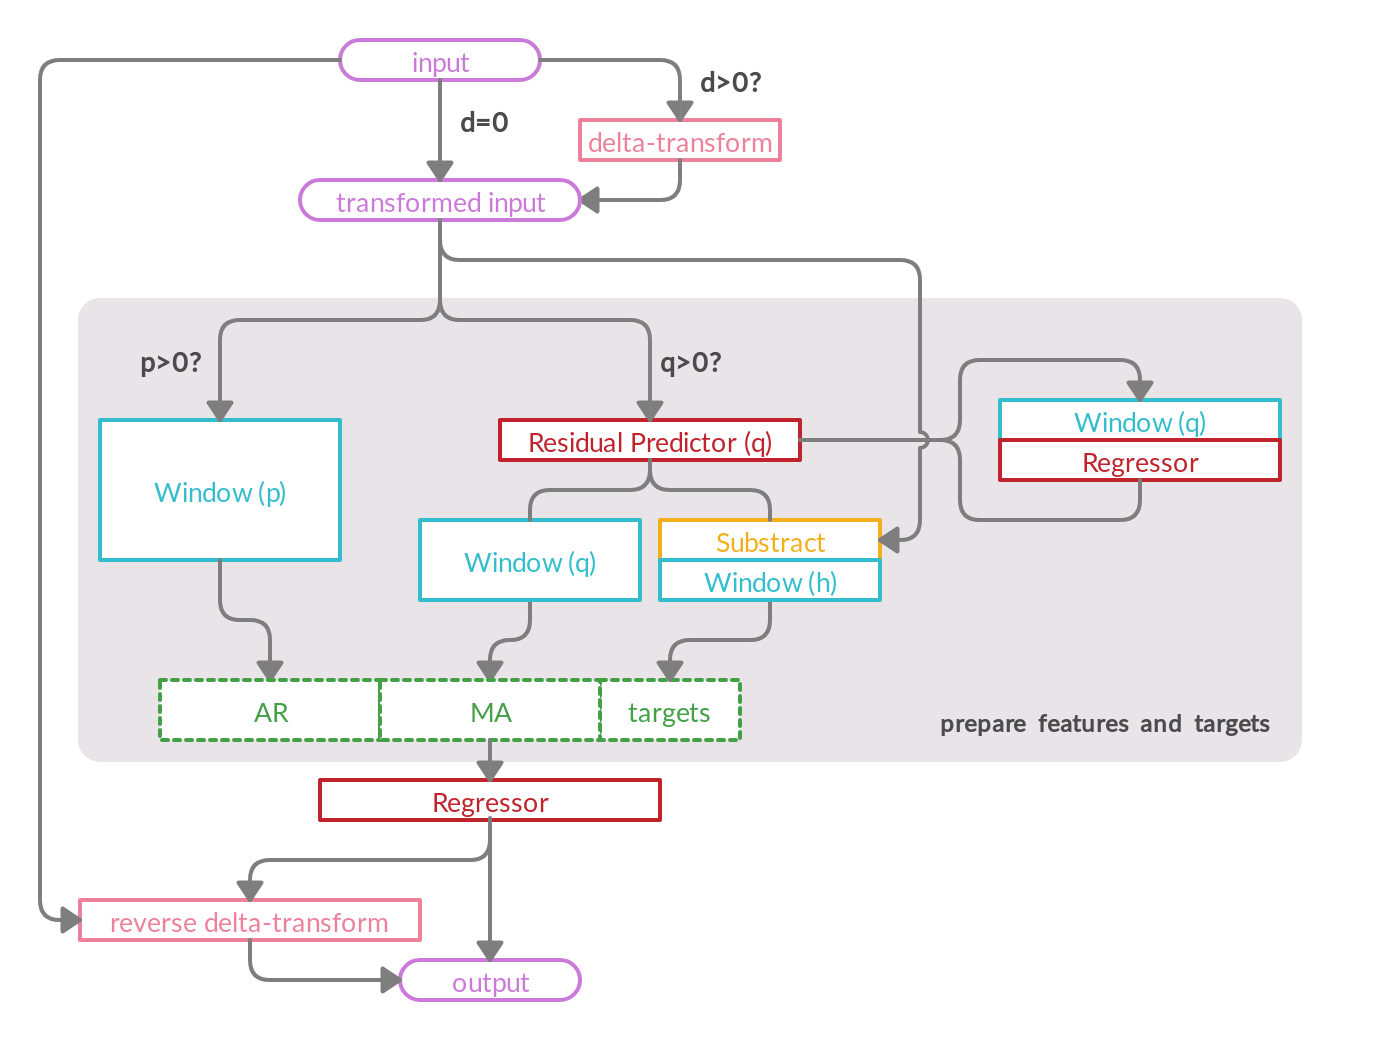 input
d>0?
d=0
delta-transform
transformed input
p>0?
q>0?
Window (q)
Residual Predictor (q)
Regressor
Window (p)
Substract
Window (q)
Window (h)
AR
MA
targets
prepare features and targets
Regressor
reverse delta-transform
output